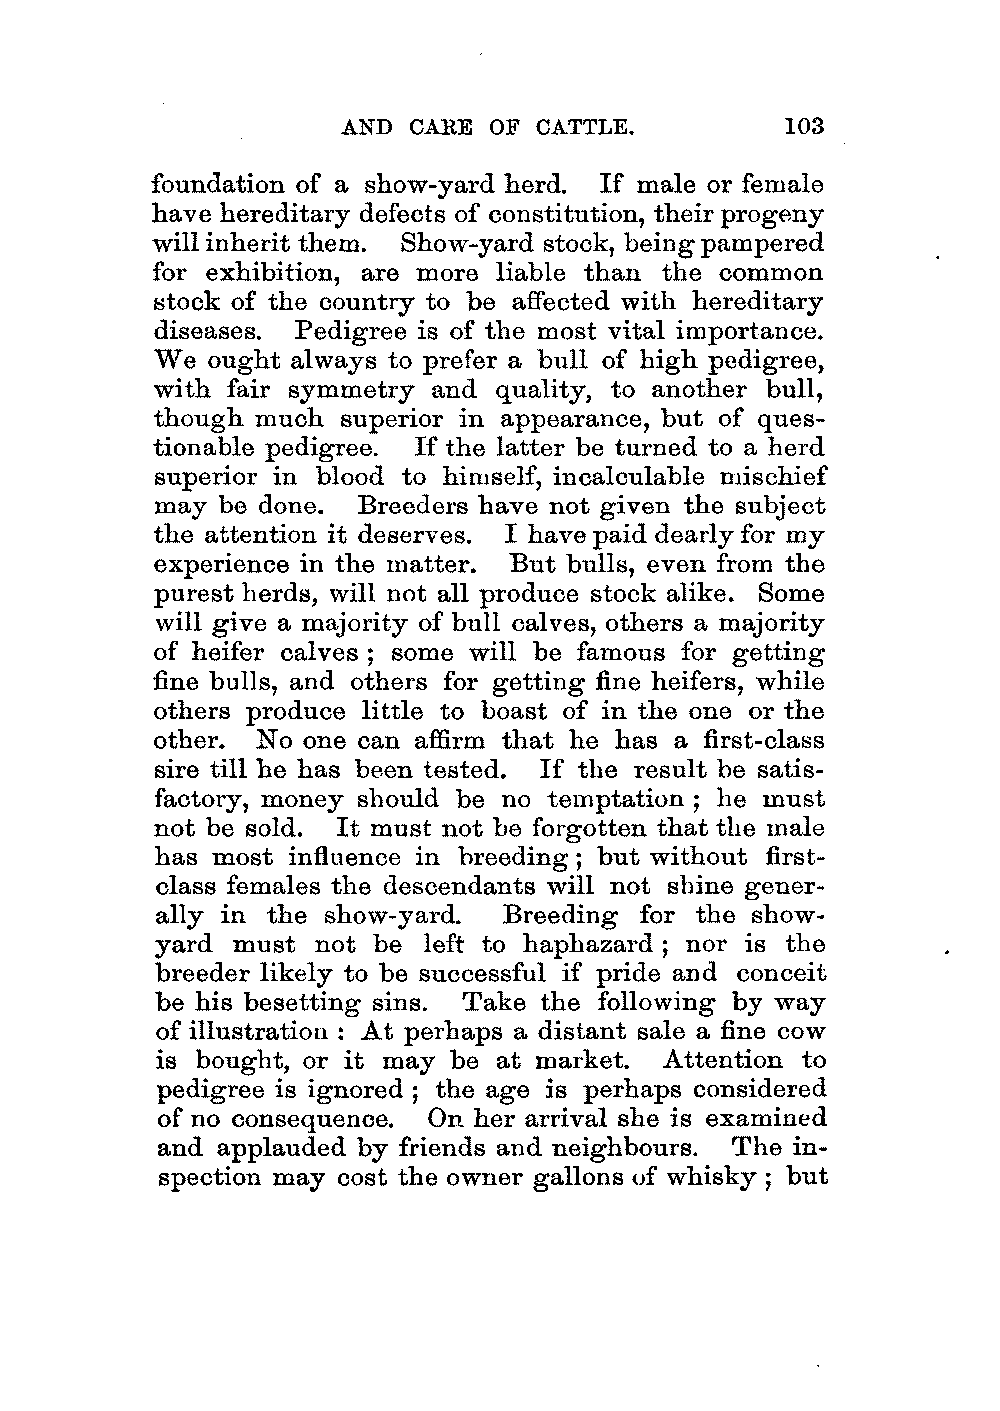 AND CARE OF CATTLE. 103
foundation of a show-yard herd. If male or female
have hereditary defects of constitution, their progeny
will inherit them. Show-yard stock, being pampered
for exhibition, are more liable than the common
stock of the country to be affected with hereditary
diseases. Pedigree is of the most vital importance.
We ought always to prefer a bull of high pedigree,
with fair symmetry and quality, to another bull,
though much superior in appearance, but of ques-
tionable pedigree. If the latter be turned to a herd
superior in blood to himself, incalculable mischief
may be done. Breeders have not given the subject
the attention it deserves. I have paid dearly for my
experience in the matter. But bulls, even from the
purest herds, will not all produce stock alike. Some
will give a majority of bull calves, others a majority
of heifer calves ; some will be famous for getting
fine bulls, and others for getting fine heifers, while
others produce little to boast of in the one or the
other. No one can affirm that he has a first-class
sire till he has been tested. If the result be satis-
factory, money should be no temptation ; he must
not be sold. It must not be forgotten that the male
has most influence in breeding ; but without first-
class females the descendants will not shine gener-
ally in the show-yard. Breeding for the show-
yard must not be left to haphazard ; nor is the
breeder likely to be successful if pride and conceit
be his besetting sins. Take the following by way
of illustration : At perhaps a distant sale a fine cow
is bought, or it may be at market. Attention to
pedigree is ignored ; the age is perhaps considered
of no consequence. On her arrival she is examined
and applauded by friends and neighbours. The in-
spection may cost the owner gallons of whisky ; but